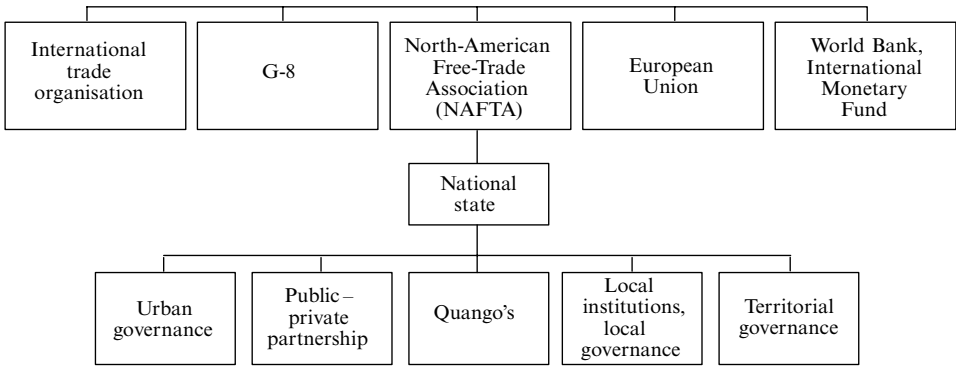 International
trade
organisation
G-8
North-American
Free-Trade
Association
(NAFTA)
European
Union
World Bank,
International
Monetary
Fund
National
state
Urban
governance
Public –
private
partnership
Quango's
Local
institutions,
local
governance
Territorial
governance